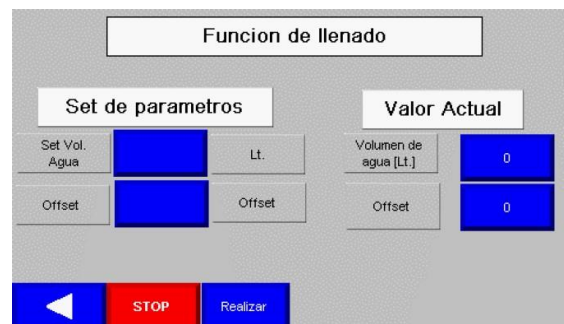 Funcion de llenado
Set de parametros
Valor Actual
Set Vol.
Agua
Lt.
Volumen de
agua [Lt.]
0
Offset
Offset
Offset
0
STOP
Realizar